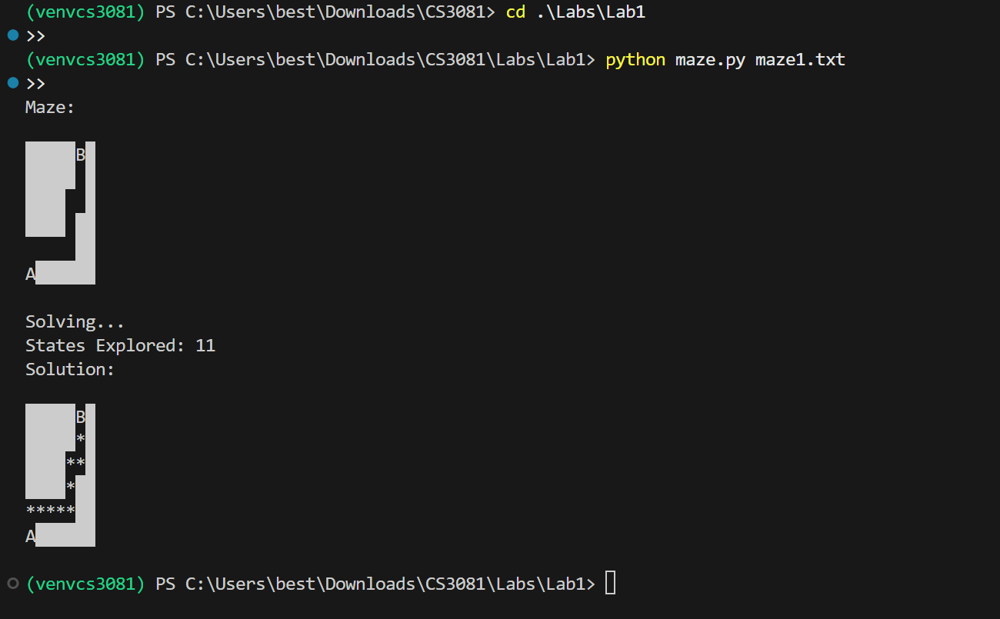 (venvcs3081) PS C:\Users\best\Downloads\CS3081> cd .\Labs\Lab1
>>
(venvcs3081) PS C:\Users\best\Downloads\CS3081\Labs\Lab1> python maze.py maze1.txt
>>
Maze:
█████B█
█████ █
████  █
████ ██
     ██
A██████
Solving...
States Explored: 11
Solution:
█████B█
█████*█
████**█
████*██
*****██
A██████
(venvcs3081) PS C:\Users\best\Downloads\CS3081\Labs\Lab1>